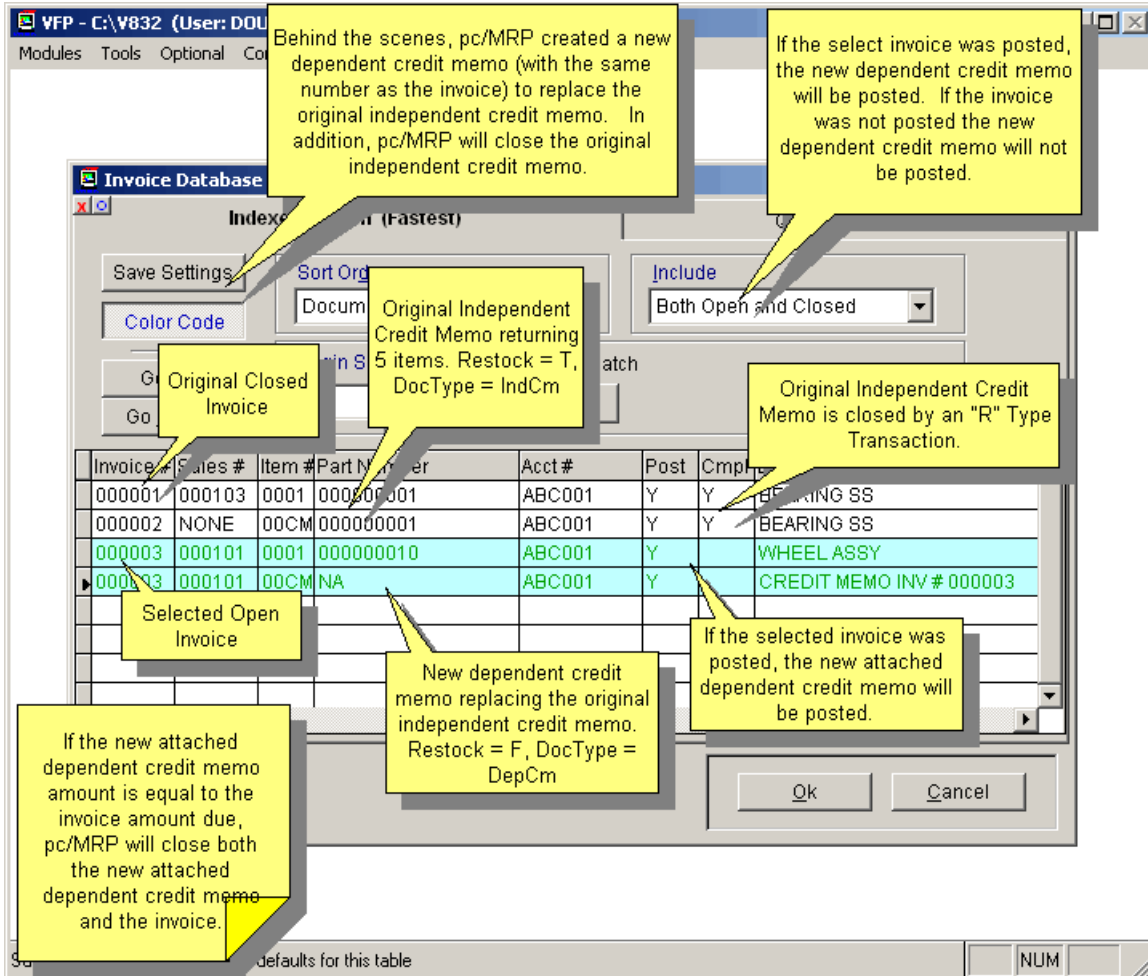 VFP - C:\V832 (User: DOU
Modules Tools Optional Co
Behind the scenes, pc/MRP created a new
dependent credit memo (with the same
number as the invoice) to replace the
original independent credit memo. In
addition, pc/MRP will close the original
independent credit memo.
If the select invoice was posted,
the new dependent credit memo
will be posted. If the invoice
was not posted the new
dependent credit memo will not
be posted.
Invoice Database
(Fastest)
Save Settings
Color Code
Include
Both Open and Closed
Original Independent
Credit Memo returning
5 items. Restock = T,
DocType = IndCm
Original Closed
Invoice
Go
Original Independent Credit
Memo is closed by an "R" Type
Transaction.
Invoice # Sales # Item # Part Number Acct # Post Cmpl
000001 000103 0001 000000001 ABC001 Y Y BEARING SS
000002 NONE 00CM 000000001 ABC001 Y Y BEARING SS
000003 000101 0001 000000010 ABC001 Y WHEEL ASSY
000003 000101 00CM NA ABC001 Y CREDIT MEMO INV # 000003
Selected Open
Invoice
New dependent credit
memo replacing the original
independent credit memo.
Restock = F, DocType =
DepCm
If the selected invoice was
posted, the new attached
dependent credit memo will
be posted.
If the new attached
dependent credit memo
amount is equal to the
invoice amount due,
pc/MRP will close both
the new attached
dependent credit memo
and the invoice.
Ok Cancel
defaults for this table
NUM